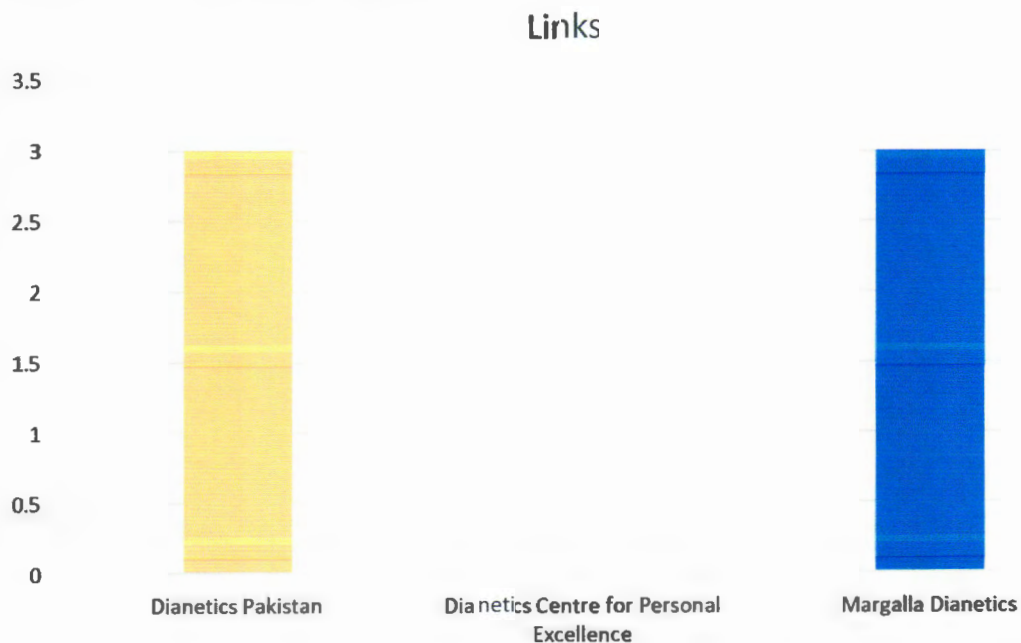 Links
3.5
3
2.5
2
1.5
1
0.5
0
Dianetics Pakistan
Dianetics Centre for Personal
Excellence
Margalla Dianetics